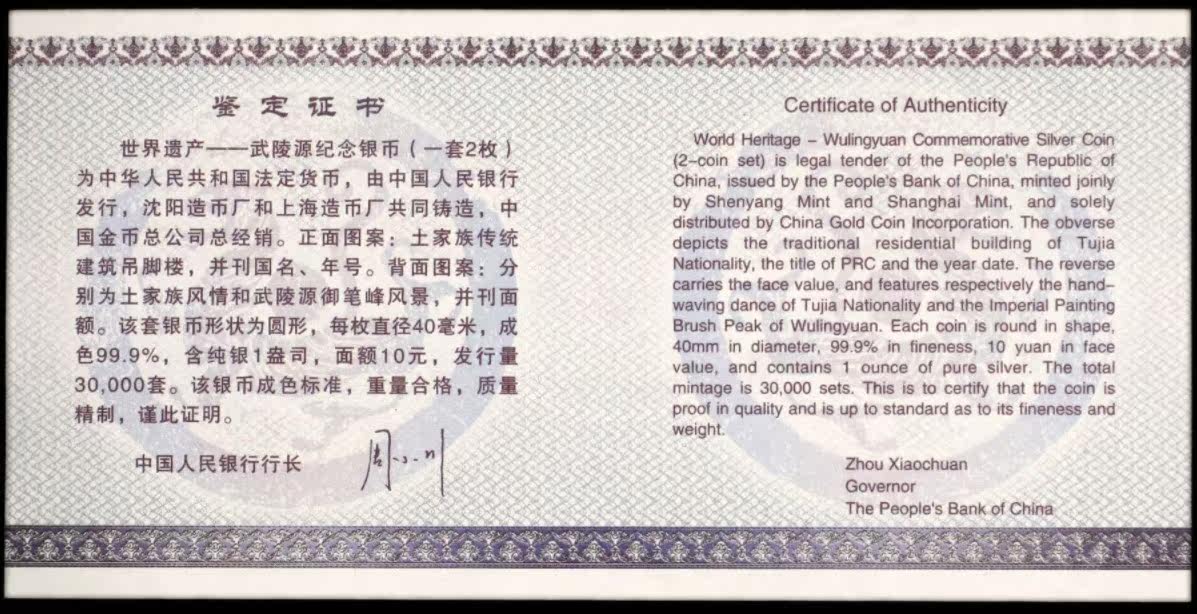 鉴定证书
世界遗产——武陵源纪念银币（一套2枚）
为中华人民共和国法定货币，由中国人民银行
发行，沈阳造币厂和上海造币厂共同铸造，中
国金币总公司总经销。正面图案：土家族传统
建筑吊脚楼，并刊国名、年号。背面图案：分
别为土家族风情和武陵源御笔峰风景，并刊面
额。该套银币形状为圆形，每枚直径40毫米，成
色99.9%，含纯银1盎司，面额10元，发行量
30,000套。该银币成色标准，重量合格，质量
精制，谨此证明。
中国人民银行行长 周小川
Certificate of Authenticity
World Heritage – Wulingyuan Commemorative Silver Coin
(2–coin set) is legal tender of the People's Republic of
China, issued by the People's Bank of China, minted joinly
by Shenyang Mint and Shanghai Mint, and solely
distributed by China Gold Coin Incorporation. The obverse
depicts the traditional residential building of Tujia
Nationality, the title of PRC and the year date. The reverse
carries the face value, and features respectively the hand–
waving dance of Tujia Nationality and the Imperial Painting
Brush Peak of Wulingyuan. Each coin is round in shape,
40mm in diameter, 99.9% in fineness, 10 yuan in face
value, and contains 1 ounce of pure silver. The total
mintage is 30,000 sets. This is to certify that the coin is
proof in quality and is up to standard as to its fineness and
weight.
Zhou Xiaochuan
Governor
The People's Bank of China